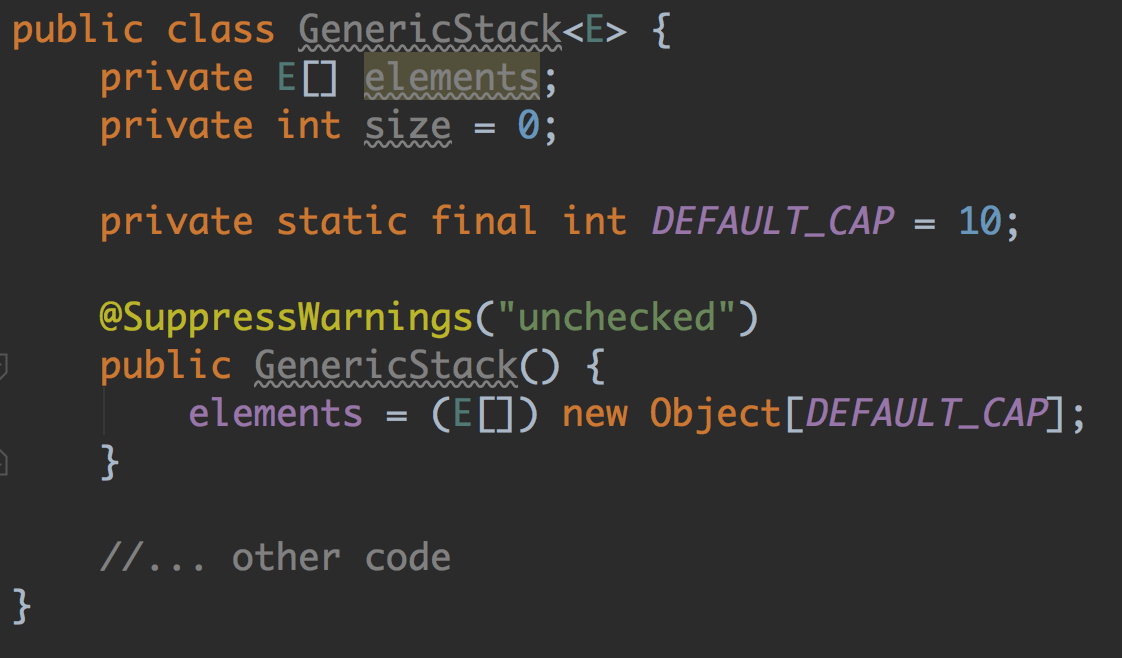 public class GenericStack<E> {
    private E[] elements;
    private int size = 0;

    private static final int DEFAULT_CAP = 10;

    @SuppressWarnings("unchecked")
    public GenericStack() {
        elements = (E[]) new Object[DEFAULT_CAP];
    }

    //... other code
}